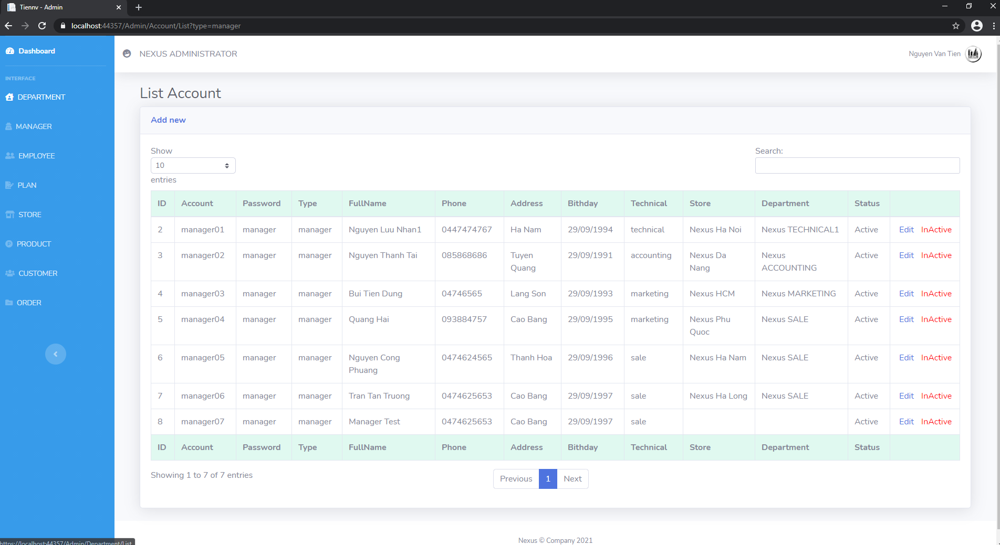 Tiennv - Admin
localhost:44357/Admin/Account/List?type=manager
Dashboard
INTERFACE
DEPARTMENT
MANAGER
EMPLOYEE
PLAN
STORE
PRODUCT
CUSTOMER
ORDER
NEXUS ADMINISTRATOR
Nguyen Van Tien
List Account
Add new
Show
10
entries
Search:
ID Account Password Type FullName Phone Address Bithday Technical Store Department Status
2 manager01 manager manager Nguyen Luu Nhan1 0447474767 Ha Nam 29/09/1994 technical Nexus Ha Noi Nexus TECHNICAL1 Active Edit InActive
3 manager02 manager manager Nguyen Thanh Tai 085868686 Tuyen Quang 29/09/1991 accounting Nexus Da Nang Nexus ACCOUNTING Active Edit InActive
4 manager03 manager manager Bui Tien Dung 04746565 Lang Son 29/09/1993 marketing Nexus HCM Nexus MARKETING Active Edit InActive
5 manager04 manager manager Quang Hai 093884757 Cao Bang 29/09/1995 marketing Nexus Phu Quoc Nexus SALE Active Edit InActive
6 manager05 manager manager Nguyen Cong Phuang 0474624565 Thanh Hoa 29/09/1996 sale Nexus Ha Nam Nexus SALE Active Edit InActive
7 manager06 manager manager Tran Tan Truong 0474625653 Cao Bang 29/09/1997 sale Nexus Ha Long Nexus SALE Active Edit InActive
8 manager07 manager manager Manager Test 0474625653 Cao Bang 29/09/1997 sale Active Edit InActive
ID Account Password Type FullName Phone Address Bithday Technical Store Department Status
Showing 1 to 7 of 7 entries
Previous 1 Next
Nexus © Company 2021
https://localhost:44357/Admin/Department/List